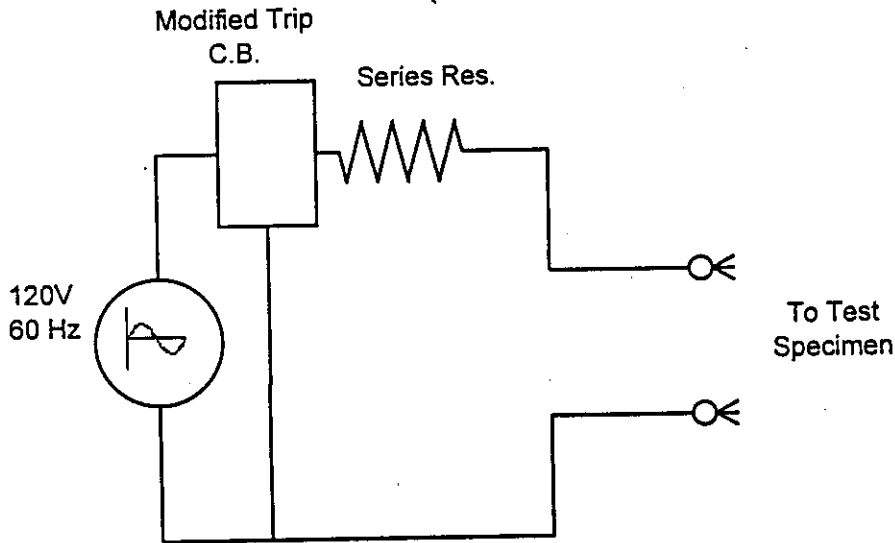 Modified Trip
C.B.
Series Res.
120V
60 Hz
To Test
Specimen